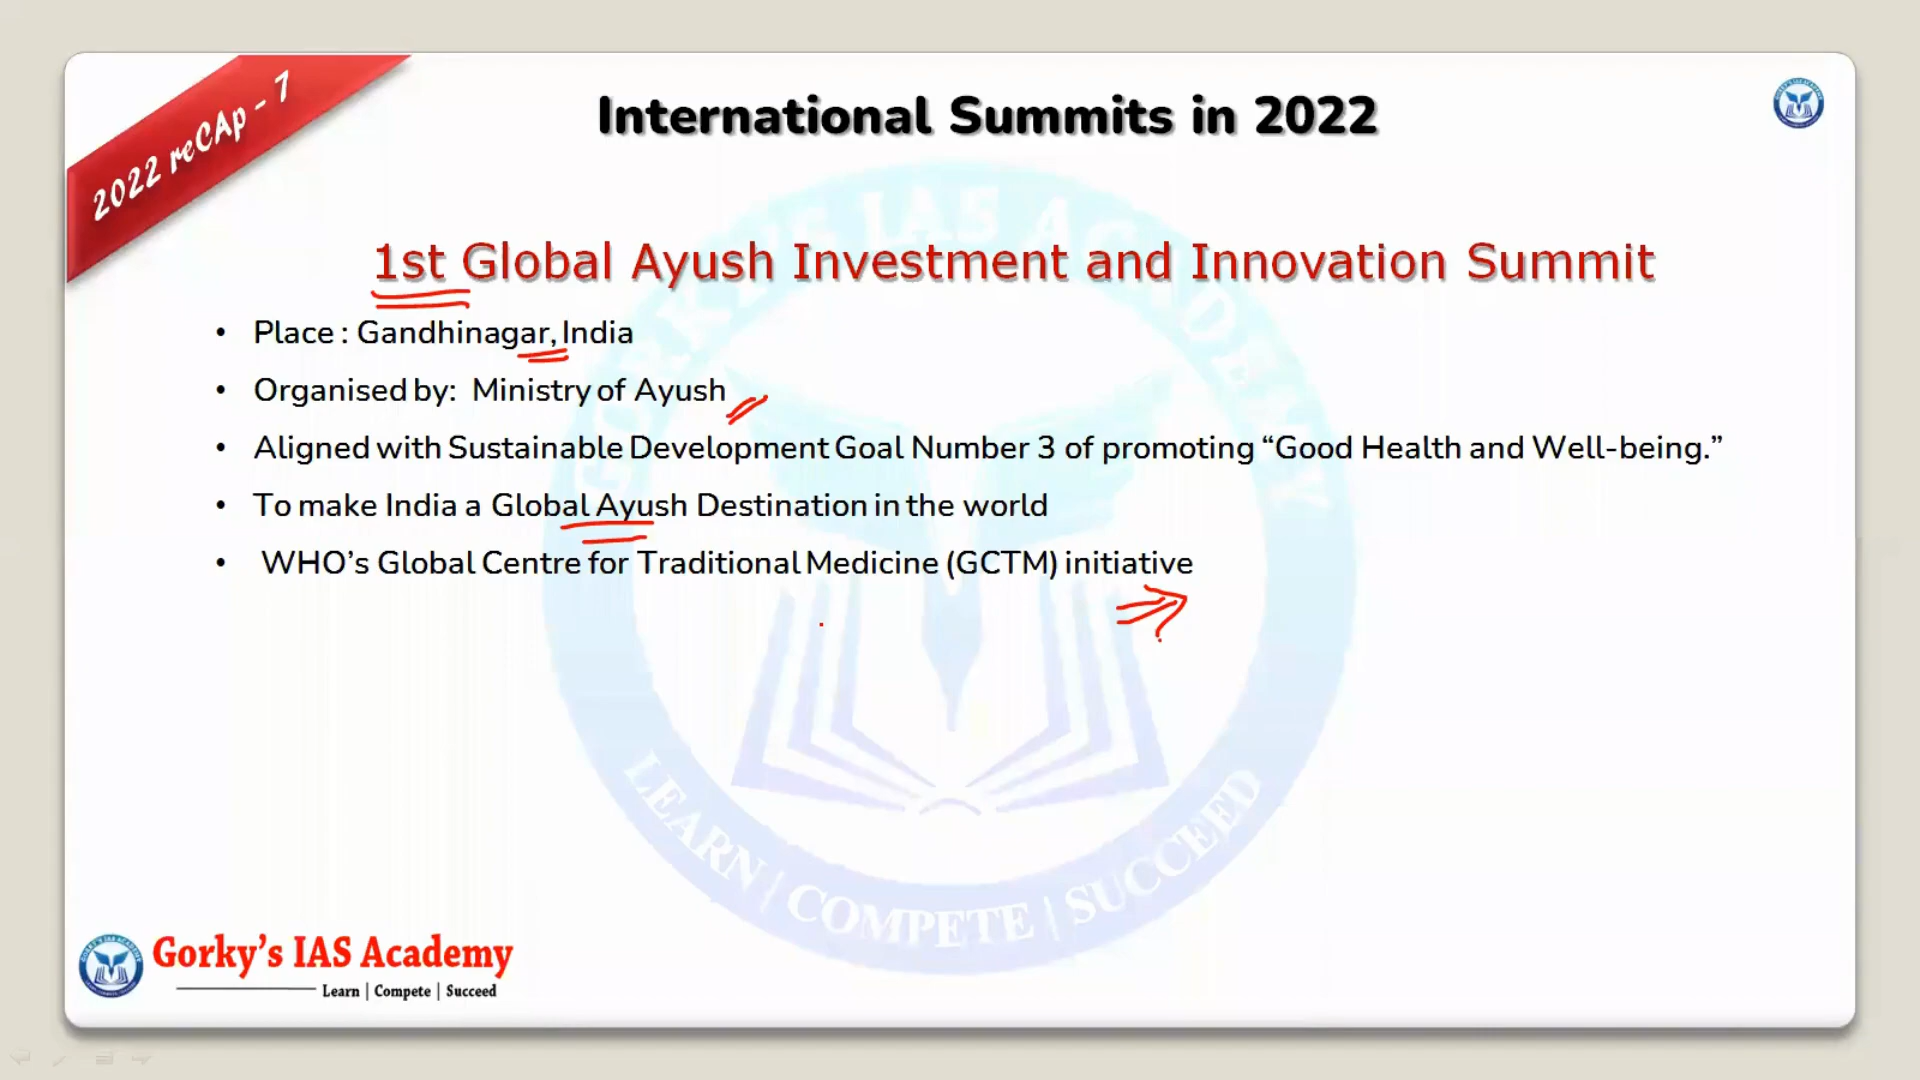 2022 reCAp - 7
International Summits in 2022
1st Global Ayush Investment and Innovation Summit
• Place : Gandhinagar, India
• Organised by: Ministry of Ayush
• Aligned with Sustainable Development Goal Number 3 of promoting “Good Health and Well-being.”
• To make India a Global Ayush Destination in the world
• WHO’s Global Centre for Traditional Medicine (GCTM) initiative
GORKY'S IAS ACADEMY
LEARN | COMPETE | SUCCEED
Gorky’s IAS Academy
Learn | Compete | Succeed